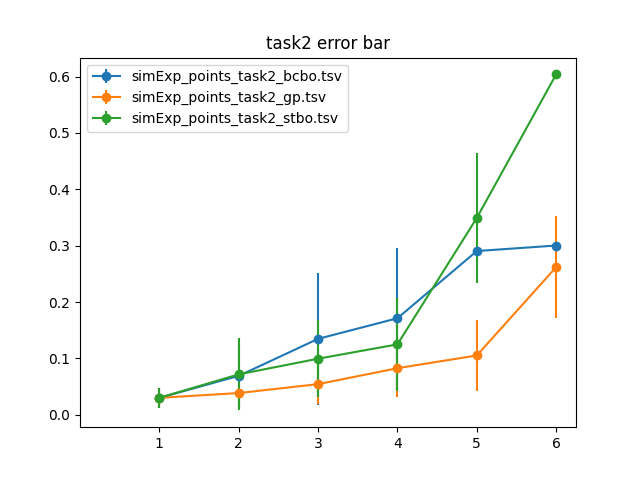 task2 error bar
simExp_points_task2_bcbo.tsv
simExp_points_task2_gp.tsv
simExp_points_task2_stbo.tsv
0.6
0.5
0.4
0.3
0.2
0.1
0.0
1 2 3 4 5 6